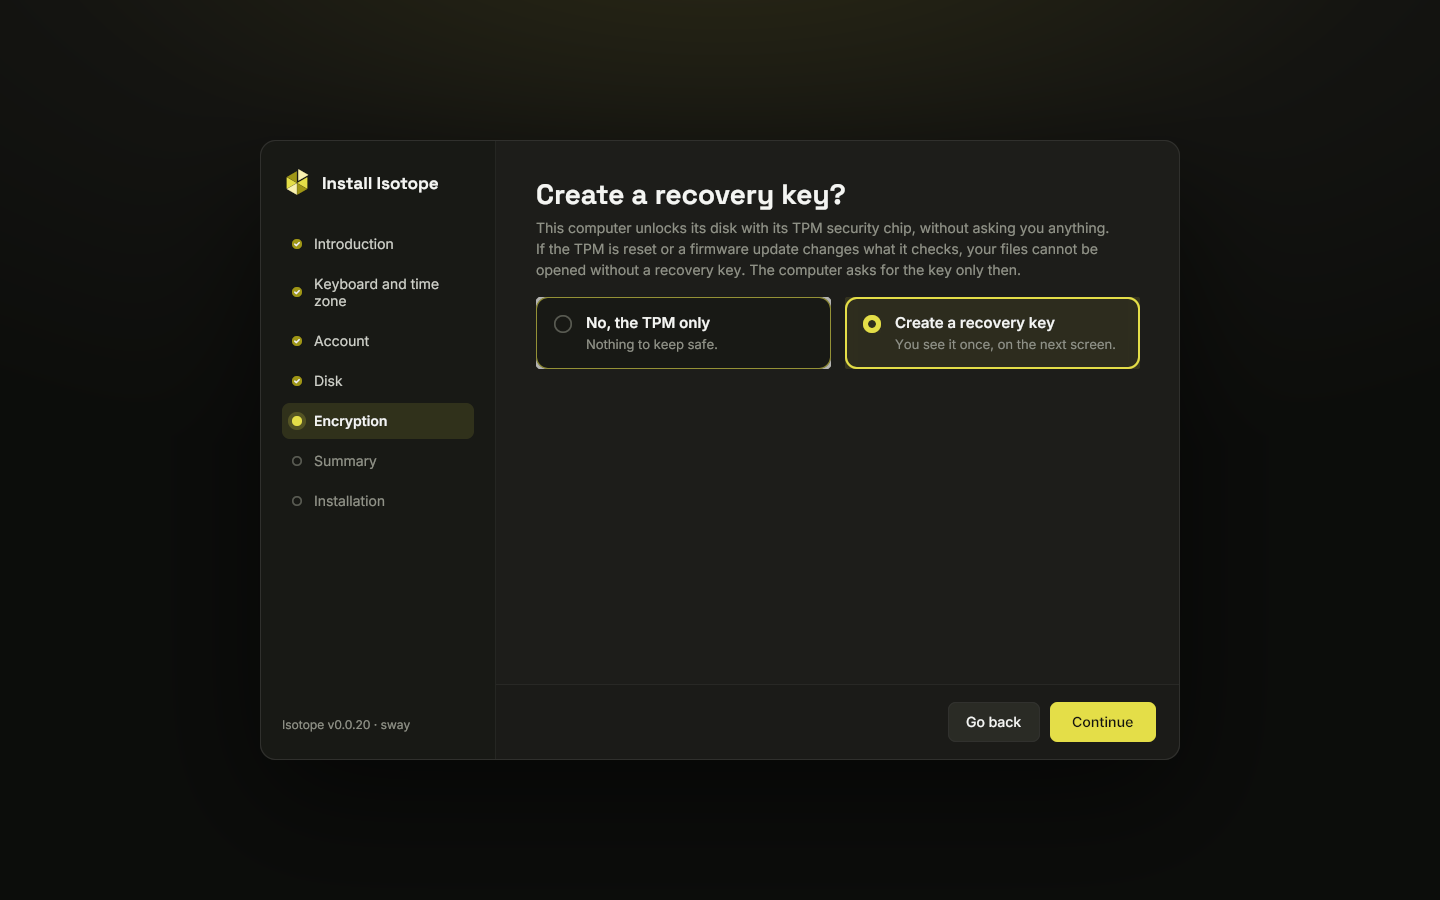 Install Isotope
Introduction
Keyboard and time
zone
Account
Disk
Encryption
Summary
Installation
Isotope v0.0.20 · sway
Create a recovery key?
This computer unlocks its disk with its TPM security chip, without asking you anything.
If the TPM is reset or a firmware update changes what it checks, your files cannot be
opened without a recovery key. The computer asks for the key only then.
No, the TPM only
Nothing to keep safe.
Create a recovery key
You see it once, on the next screen.
Go back
Continue